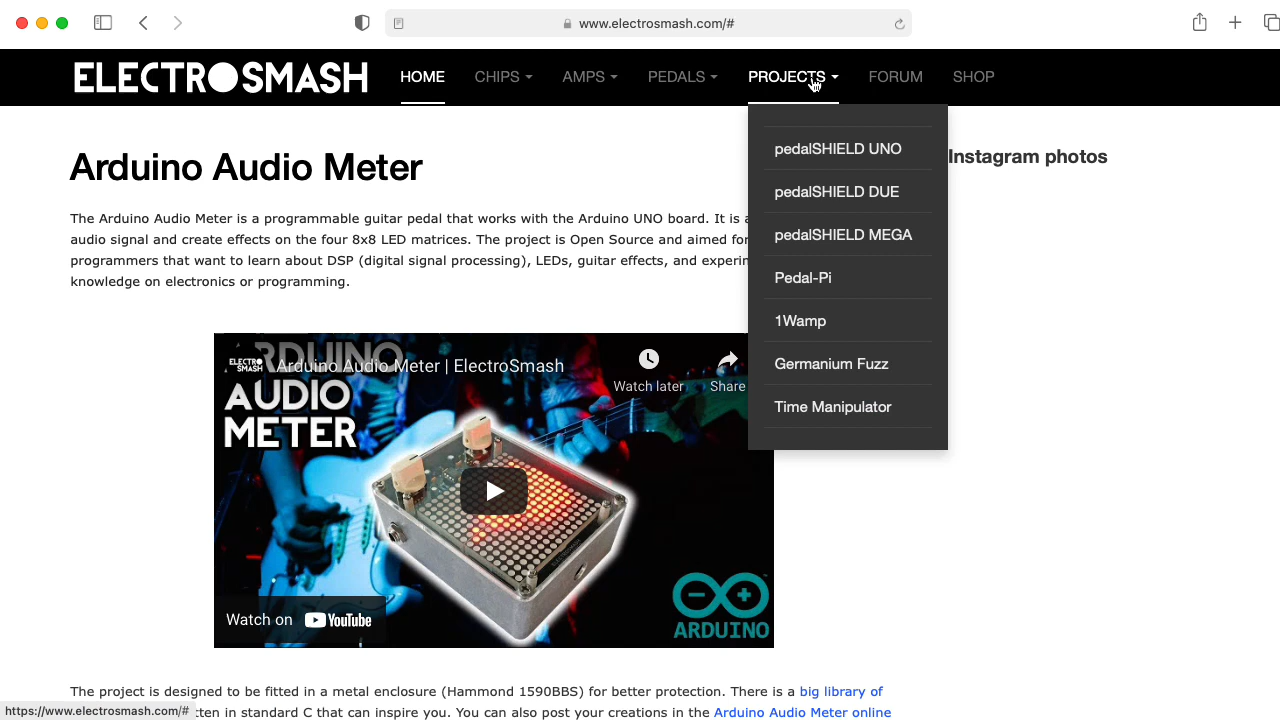 www.electrosmash.com/#
ELECTROSMASH
HOME
CHIPS
AMPS
PEDALS
PROJECTS
FORUM
SHOP
pedalSHIELD UNO
pedalSHIELD DUE
pedalSHIELD MEGA
Pedal-Pi
1Wamp
Germanium Fuzz
Time Manipulator
Instagram photos
Arduino Audio Meter
The Arduino Audio Meter is a programmable guitar pedal that works with the Arduino UNO board. It is
audio signal and create effects on the four 8x8 LED matrices. The project is Open Source and aimed for
programmers that want to learn about DSP (digital signal processing), LEDs, guitar effects, and
knowledge on electronics or programming.
ELECTRO
SMASH
Arduino Audio Meter | ElectroSmash
Watch later
Share
ARDUINO
AUDIO
METER
Watch on YouTube
ARDUINO
The project is designed to be fitted in a metal enclosure (Hammond 1590BBS) for better protection. There is a big library of
https://www.electrosmash.com/#
in standard C that can inspire you. You can also post your creations in the Arduino Audio Meter online